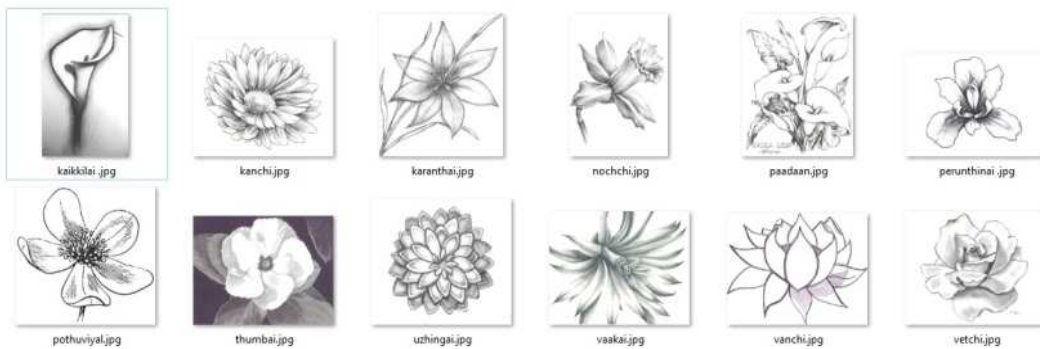 kaikkilai .jpg
kanchi.jpg
karanthai.jpg
nochchi.jpg
paadaan.jpg
perunthinai .jpg
pothuviyal.jpg
thumbai.jpg
uzhingai.jpg
vaakai.jpg
vanchi.jpg
vetchi.jpg